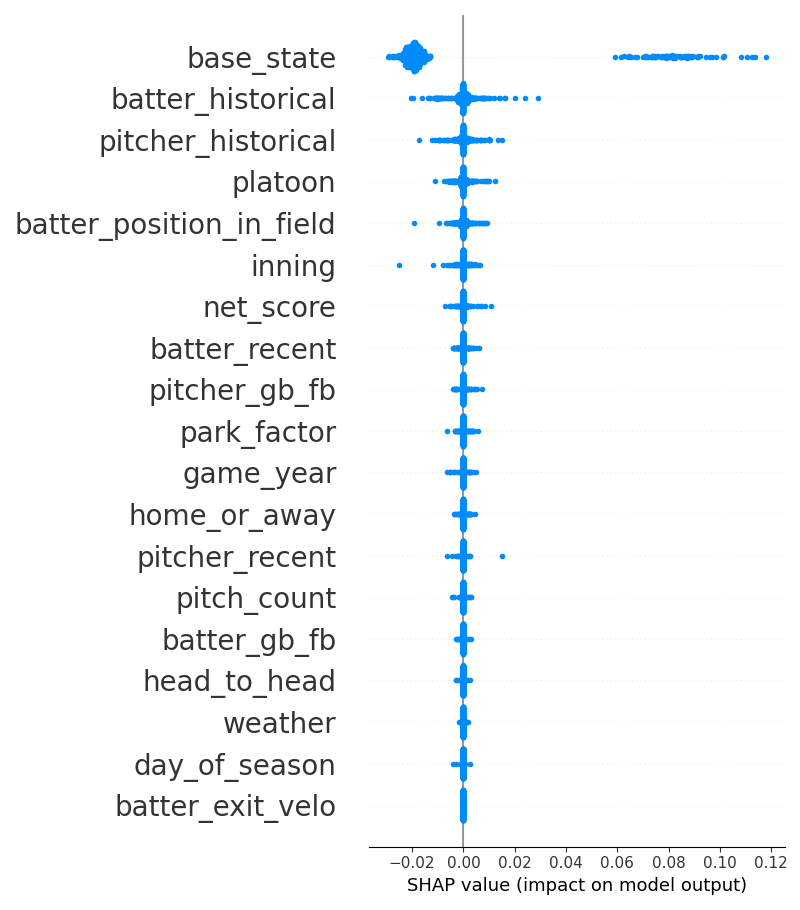 base_state
batter_historical
pitcher_historical
platoon
batter_position_in_field
inning
net_score
batter_recent
pitcher_gb_fb
park_factor
game_year
home_or_away
pitcher_recent
pitch_count
batter_gb_fb
head_to_head
weather
day_of_season
batter_exit_velo
−0.02 0.00 0.02 0.04 0.06 0.08 0.10 0.12
SHAP value (impact on model output)